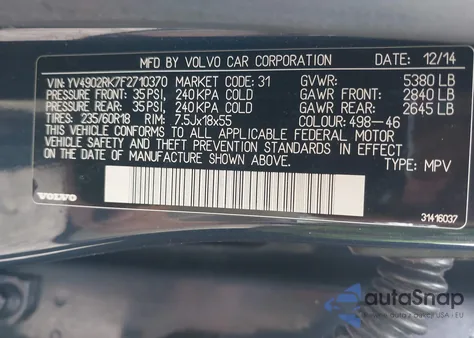 MFD BY VOLVO CAR CORPORATION DATE: 12/14
VIN: YV4902RK7F2710370 MARKET CODE: 31 GVWR: 5380 LB
PRESSURE FRONT: 35PSI, 240KPA COLD GAWR FRONT: 2840 LB
PRESSURE REAR: 35PSI, 240KPA COLD GAWR REAR: 2645 LB
TIRES: 235/60R18 RIM: 7.5Jx18x55 COLOUR: 498-46
VEHICLE CONFORMS TO ALL APPLICABLE FEDERAL MOTOR
VEHICLE SAFETY AND THEFT PREVENTION STANDARDS IN
EFFECT ON DATE OF MANUFACTURE SHOWN ABOVE.
TYPE: MPV
VOLVO
31416037
autoSnap